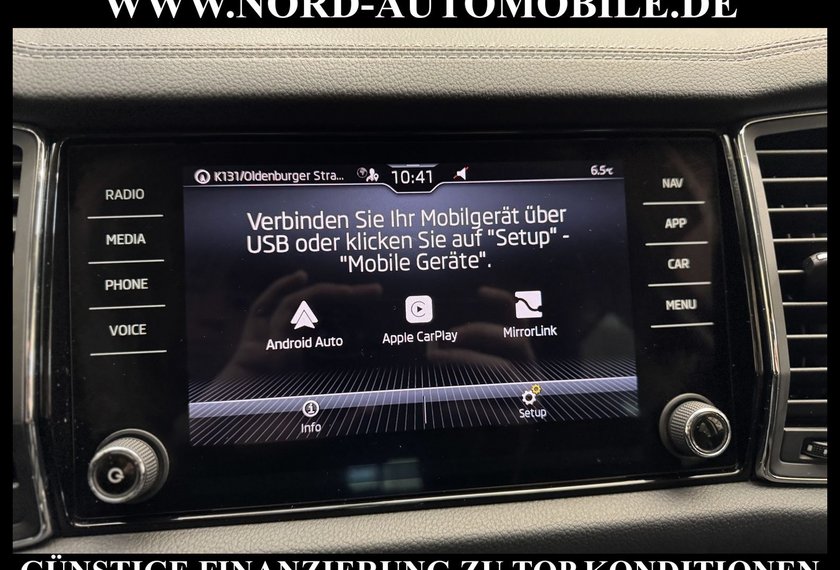 WWW.NORD-AUTOMOBILE.DE
K131/Oldenburger Stra...
10:41
6.5°C
RADIO
MEDIA
PHONE
VOICE
NAV
APP
CAR
MENU
Verbinden Sie Ihr Mobilgerät über
USB oder klicken Sie auf "Setup" -
"Mobile Geräte".
Android Auto
Apple CarPlay
MirrorLink
Info
Setup
GÜNSTIGE FINANZIERUNG ZU TOP KONDITIONEN